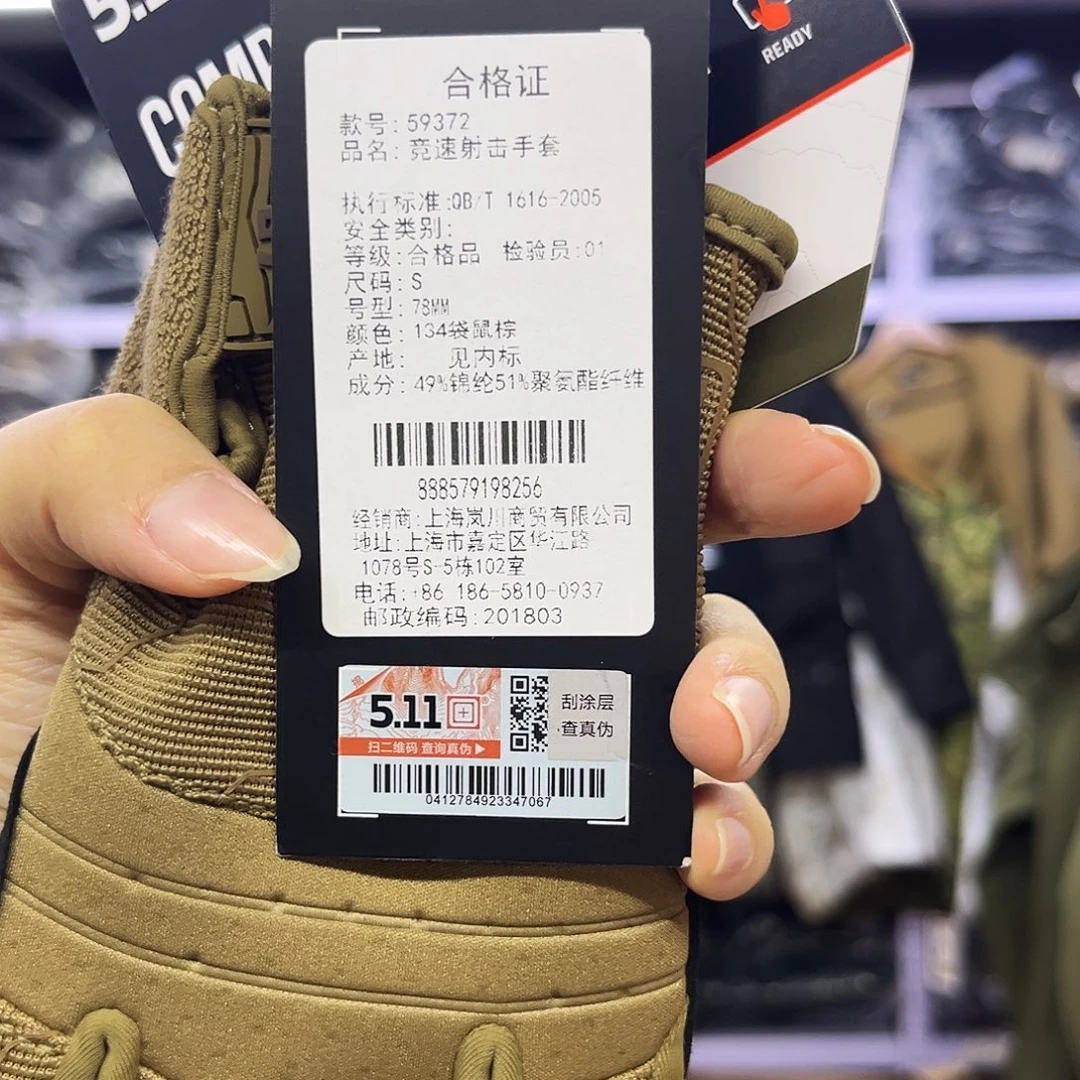 5.1
COMP
READY
合格证
款号: 59372
品名: 竞速射击手套
执行标准:QB/T 1616-2005
安全类别:
等级:合格品 检验员:01
尺码: S
号型: 78MM
颜色: 134袋鼠棕
产地: 见内标
成分: 49%锦纶51%聚氨酯纤维
888579198256
经销商:上海岚川商贸有限公司
地址:上海市嘉定区华江路
1078号S-5栋102室
电话:+86 186-5810-0937
邮政编码:201803
5.11
刮涂层
查真伪
扫二维码 查询真伪▶
0412784923347067